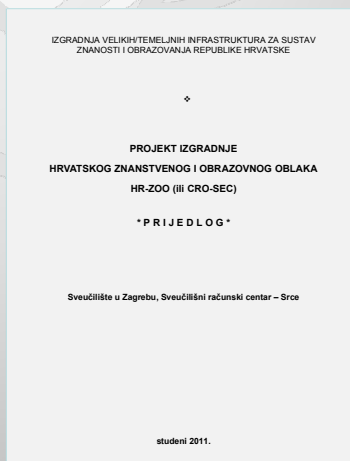 IZGRADNJA VELIKIH/TEMELJNIH INFRASTRUKTURA ZA SUSTAV
ZNANOSTI I OBRAZOVANJA REPUBLIKE HRVATSKE
❖
PROJEKT IZGRADNJE
HRVATSKOG ZNANSTVENOG I OBRAZOVNOG OBLAKA
HR-ZOO (ili CRO-SEC)
* P R I J E D L O G *
Sveučilište u Zagrebu, Sveučilišni računski centar – Srce
studeni 2011.